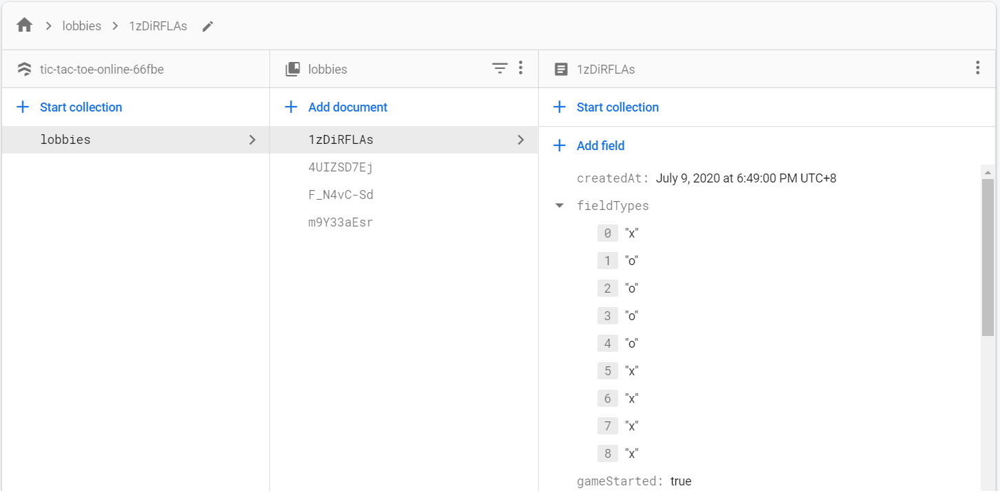 lobbies 1zDiRFLAs
tic-tac-toe-online-66fbe
Start collection
lobbies
lobbies
Add document
1zDiRFLAs
4UIZSD7Ej
F_N4vC-Sd
m9Y33aEsr
1zDiRFLAs
Start collection
Add field
createdAt: July 9, 2020 at 6:49:00 PM UTC+8
fieldTypes
0 "x"
1 "o"
2 "o"
3 "o"
4 "o"
5 "x"
6 "x"
7 "x"
8 "x"
gameStarted: true